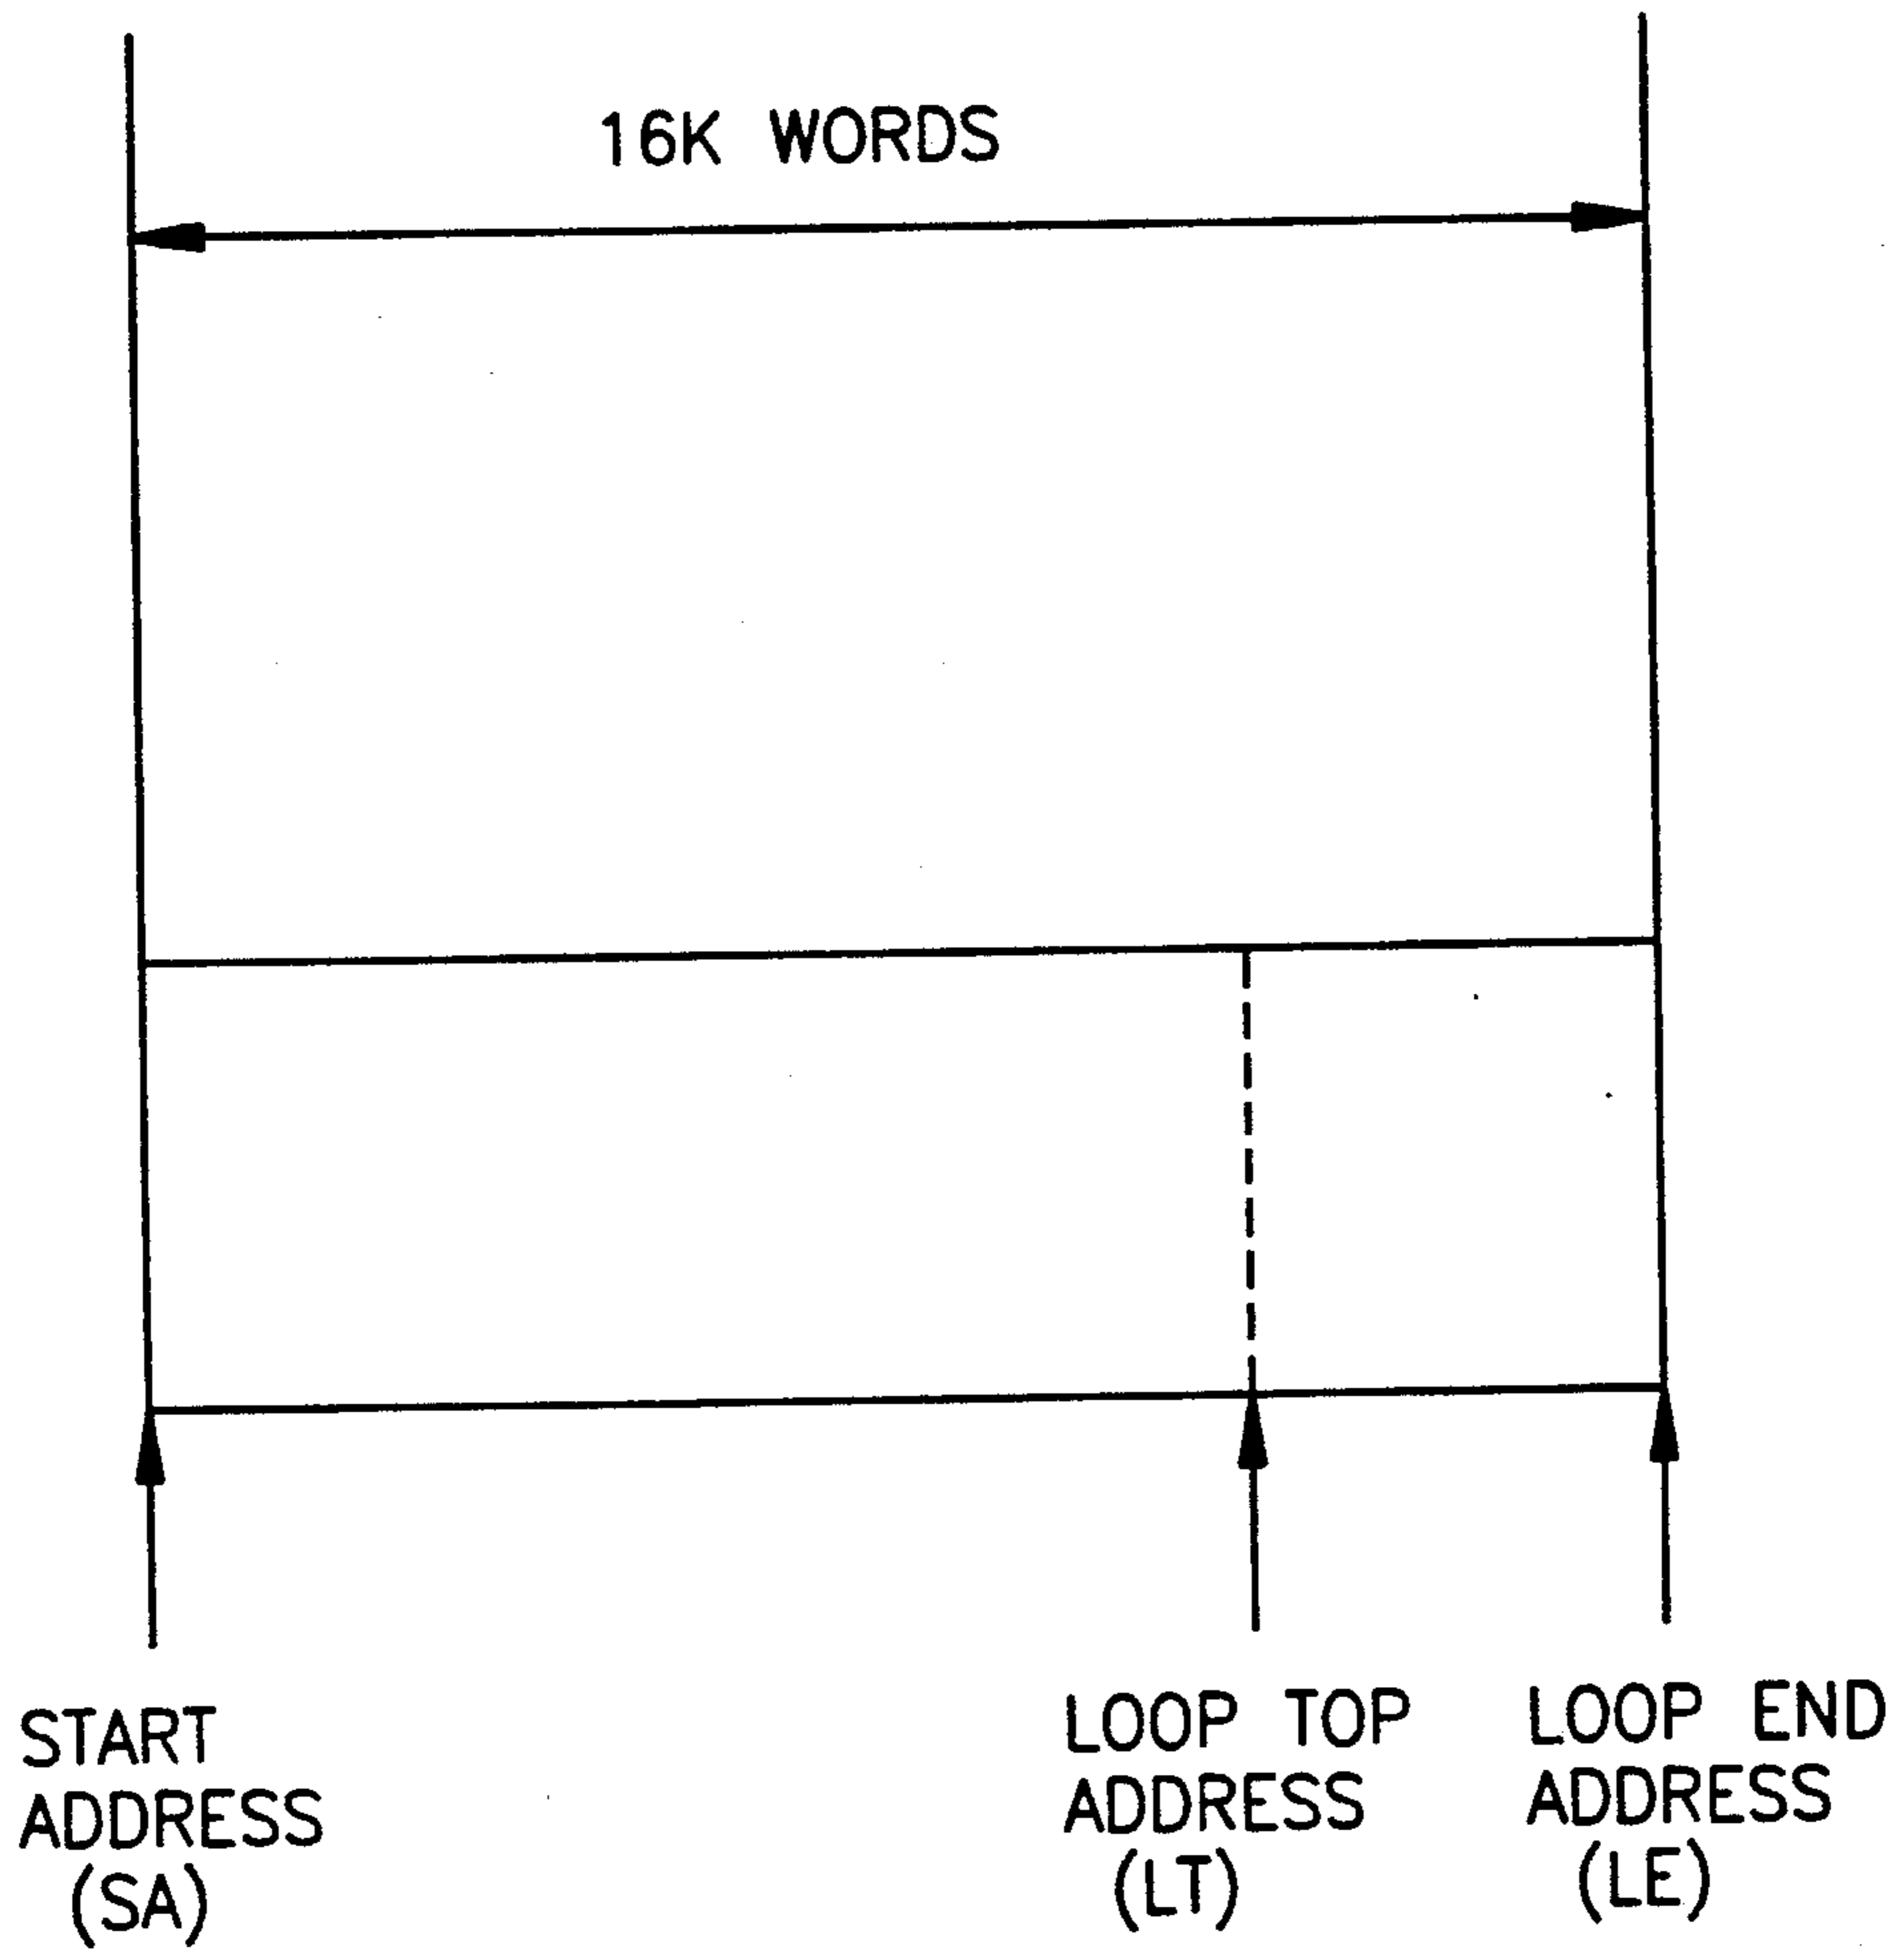 16K WORDS
START
ADDRESS
(SA)
LOOP TOP
ADDRESS
(LT)
LOOP END
ADDRESS
(LE)